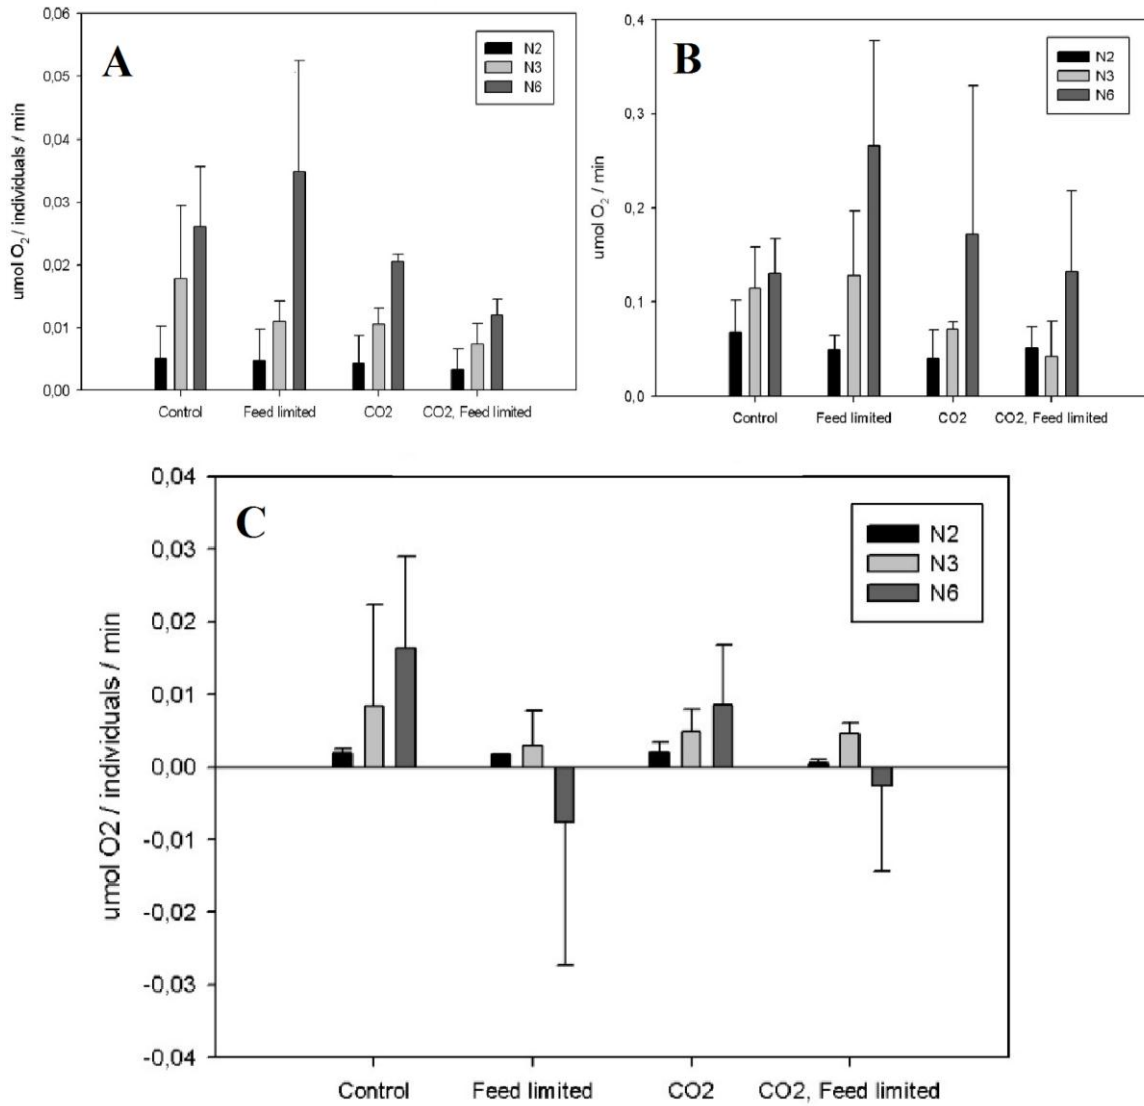 A
N2
N3
N6
umol O2 / individuals / min
0,06
0,05
0,04
0,03
0,02
0,01
0,00
Control
Feed limited
CO2
CO2, Feed limited
B
N2
N3
N6
umol O2 / min
0,4
0,3
0,2
0,1
0,0
Control
Feed limited
CO2
CO2, Feed limited
C
N2
N3
N6
umol O2 / individuals / min
0,04
0,03
0,02
0,01
0,00
-0,01
-0,02
-0,03
-0,04
Control
Feed limited
CO2
CO2, Feed limited